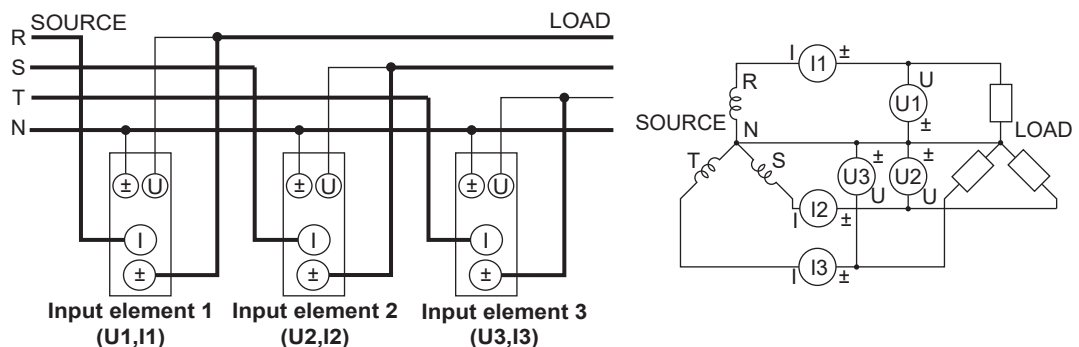 SOURCE
LOAD
R
S
T
N
± U
± U
± U
I
I
I
±
±
±
Input element 1
(U1,I1)
Input element 2
(U2,I2)
Input element 3
(U3,I3)
I I1 ±
R
U
U1
±
SOURCE
N
LOAD
T
S
±
U3
U
±
U2
U
I I2 ±
I I3 ±